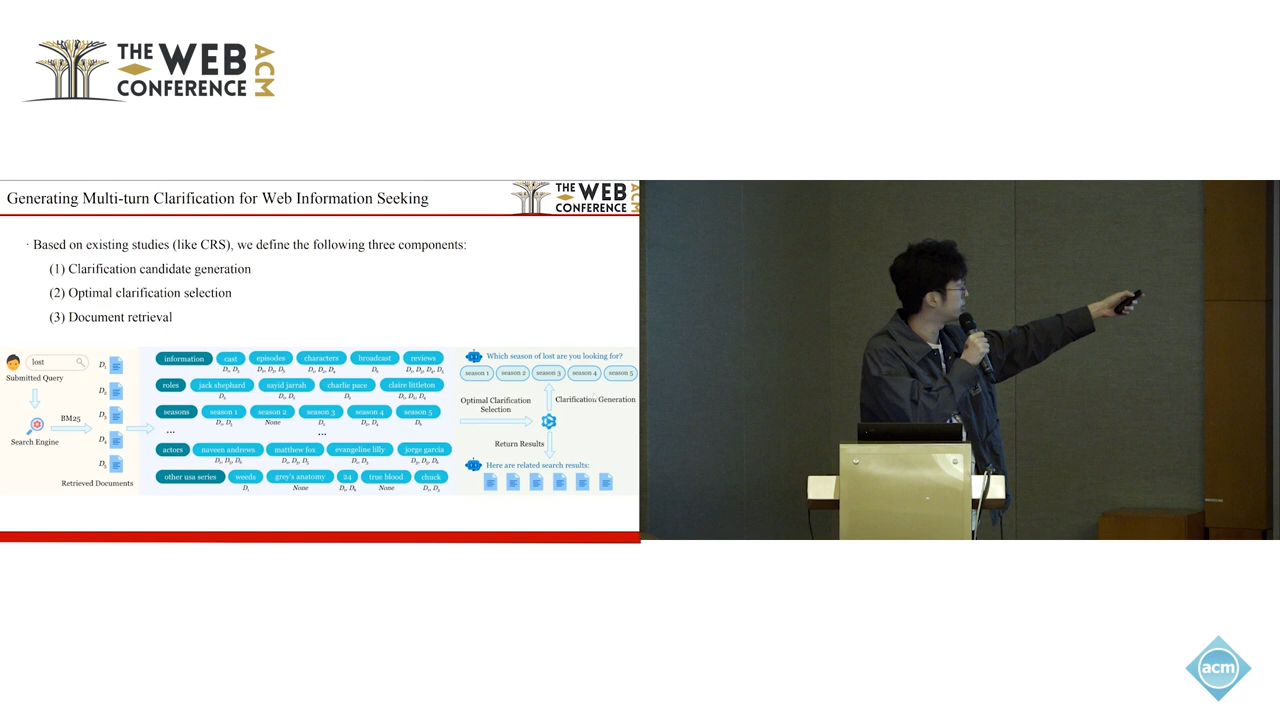 THE WEB
CONFERENCE
ACM
Generating Multi-turn Clarification for Web Information Seeking
THE WEB
CONFERENCE
ACM
· Based on existing studies (like CRS), we define the following three components:
(1) Clarification candidate generation
(2) Optimal clarification selection
(3) Document retrieval
lost
Submitted Query
BM25
Search Engine
D1
D2
D3
D4
D5
Retrieved Documents
information cast episodes characters broadcast reviews
roles jack shephard sayid jarrah charlie pace claire littleton
seasons season 1 season 2 season 3 season 4 season 5
None
...
...
actors naveen andrews matthew fox evangeline lilly jorge garcia
other usa series weeds grey's anatomy 24 true blood chuck
None
None
Which season of lost are you looking for?
season 1 season 2 season 3 season 4 season 5
Optimal Clarification
Selection
Clarification Generation
Return Results
Here are related search results:
acm